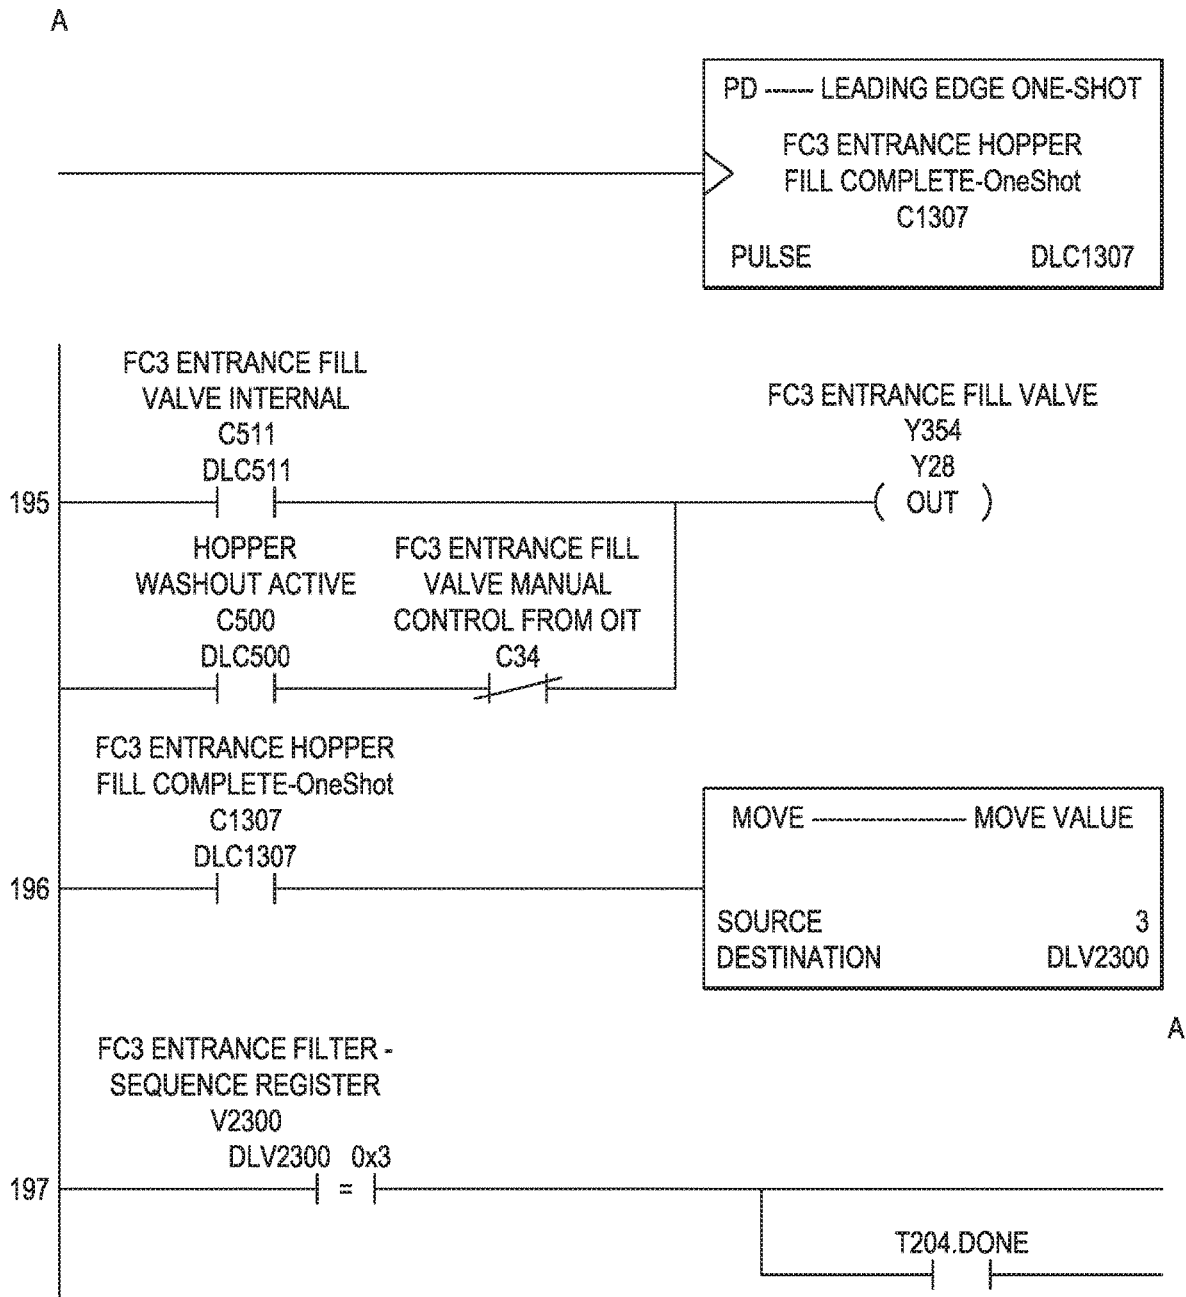 A
PD ------ LEADING EDGE ONE-SHOT
FC3 ENTRANCE HOPPER
FILL COMPLETE-OneShot
C1307
PULSE DLC1307
FC3 ENTRANCE FILL
VALVE INTERNAL
C511
DLC511
FC3 ENTRANCE FILL VALVE
Y354
Y28
195
( OUT )
HOPPER
WASHOUT ACTIVE
C500
DLC500
FC3 ENTRANCE FILL
VALVE MANUAL
CONTROL FROM OIT
C34
FC3 ENTRANCE HOPPER
FILL COMPLETE-OneShot
C1307
DLC1307
196
MOVE ------------------- MOVE VALUE
SOURCE 3
DESTINATION DLV2300
A
FC3 ENTRANCE FILTER -
SEQUENCE REGISTER
V2300
DLV2300 0x3
197
=
T204.DONE